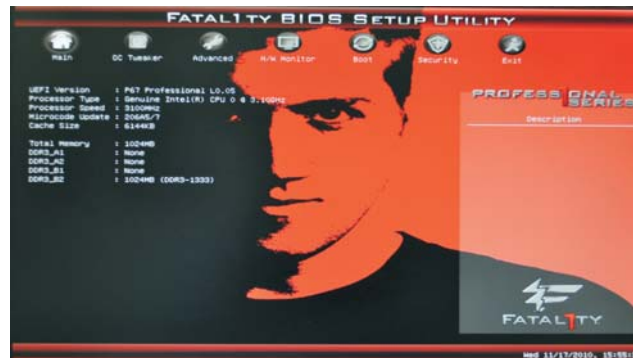 FATAL1TY BIOS SETUP UTILITY
Main
OC Tweaker
Advanced
H/W Monitor
Boot
Security
Exit
UEFI Version : P67 Professional L0.05
Processor Type : Genuine Intel(R) CPU 0 @ 3.10GHz
Processor Speed : 3100MHz
Microcode Update : 206A5/7
Cache Size : 6144KB
Total Memory : 1024MB
DDR3_A1 : None
DDR3_A2 : None
DDR3_B1 : None
DDR3_B2 : 1024MB (DDR3-1333)
PROFESSIONAL
SERIES
Description
FATAL1TY
Wed 11/17/2010,